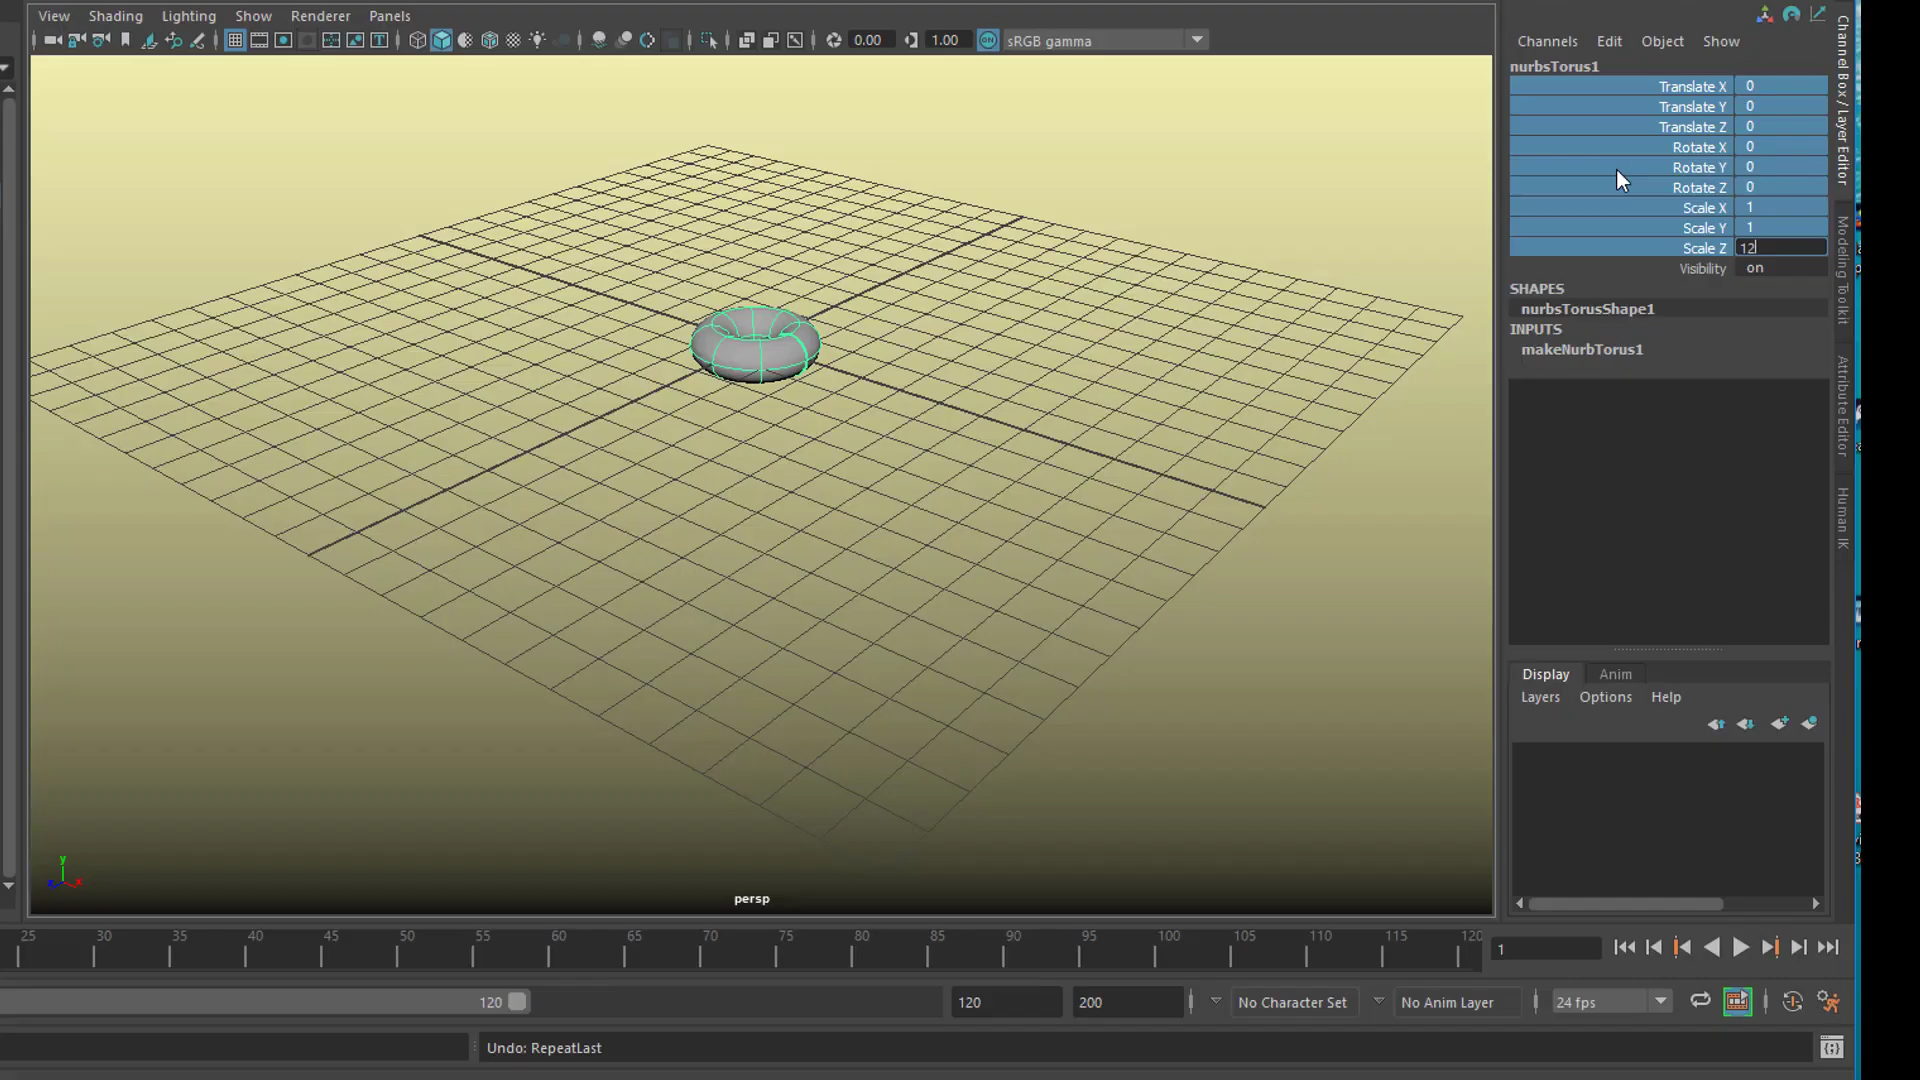 View Shading Lighting Show Renderer Panels
0.00 1.00 ON sRGB gamma
Channels Edit Object Show
nurbsTorus1
Translate X 0
Translate Y 0
Translate Z 0
Rotate X 0
Rotate Y 0
Rotate Z 0
Scale X 1
Scale Y 1
Scale Z 12
Visibility on
SHAPES
nurbsTorusShape1
INPUTS
makeNurbTorus1
Channel Box / Layer Editor
Modeling Toolkit
Attribute Editor
Human IK
Display Anim
Layers Options Help
y
z x
persp
25 30 35 40 45 50 55 60 65 70 75 80 85 90 95 100 105 110 115 120
1
120 120 200 No Character Set No Anim Layer 24 fps
Undo: RepeatLast